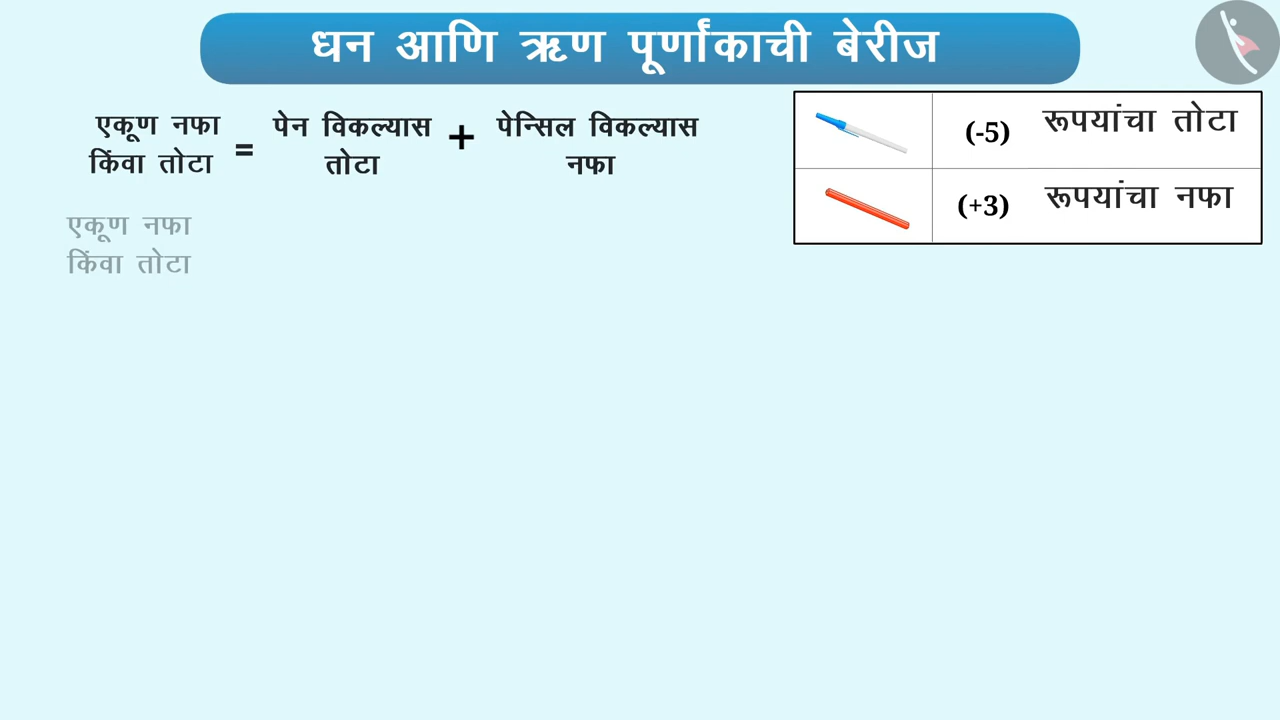 धन आणि ऋण पूर्णांकाची बेरीज
एकूण नफा किंवा तोटा = पेन विकल्यास तोटा + पेन्सिल विकल्यास नफा
(-5) रूपयांचा तोटा
(+3) रूपयांचा नफा
एकूण नफा
किंवा तोटा